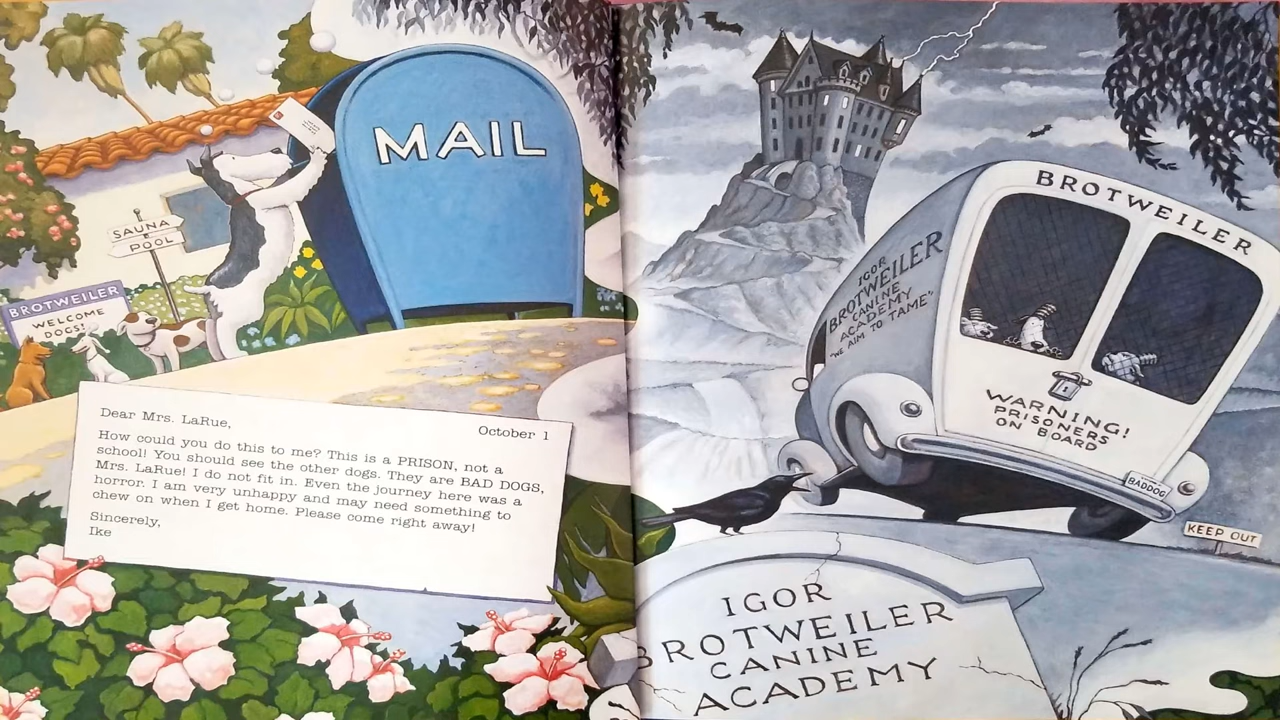 MAIL
SAUNA
POOL
BROTWEILER
WELCOME
DOGS!
Dear Mrs. LaRue,
October 1
How could you do this to me? This is a PRISON, not a
school! You should see the other dogs. They are BAD DOGS,
Mrs. LaRue! I do not fit in. Even the journey here was a
horror. I am very unhappy and may need something to
chew on when I get home. Please come right away!
Sincerely,
Ike
BROTWEILER
IGOR
BROTWEILER
CANINE
ACADEMY
"WE AIM TO TAME"
WARNING!
PRISONERS
ON BOARD
BADDOG
KEEP OUT
IGOR
BROTWEILER
CANINE
ACADEMY